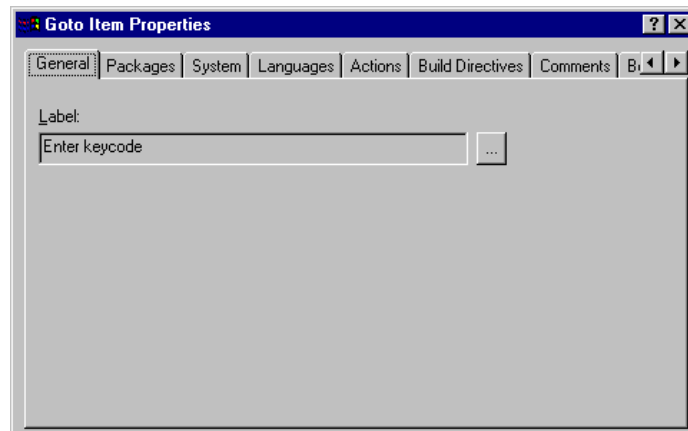 Goto Item Properties
General Packages System Languages Actions Build Directives Comments
Label:
Enter keycode ...